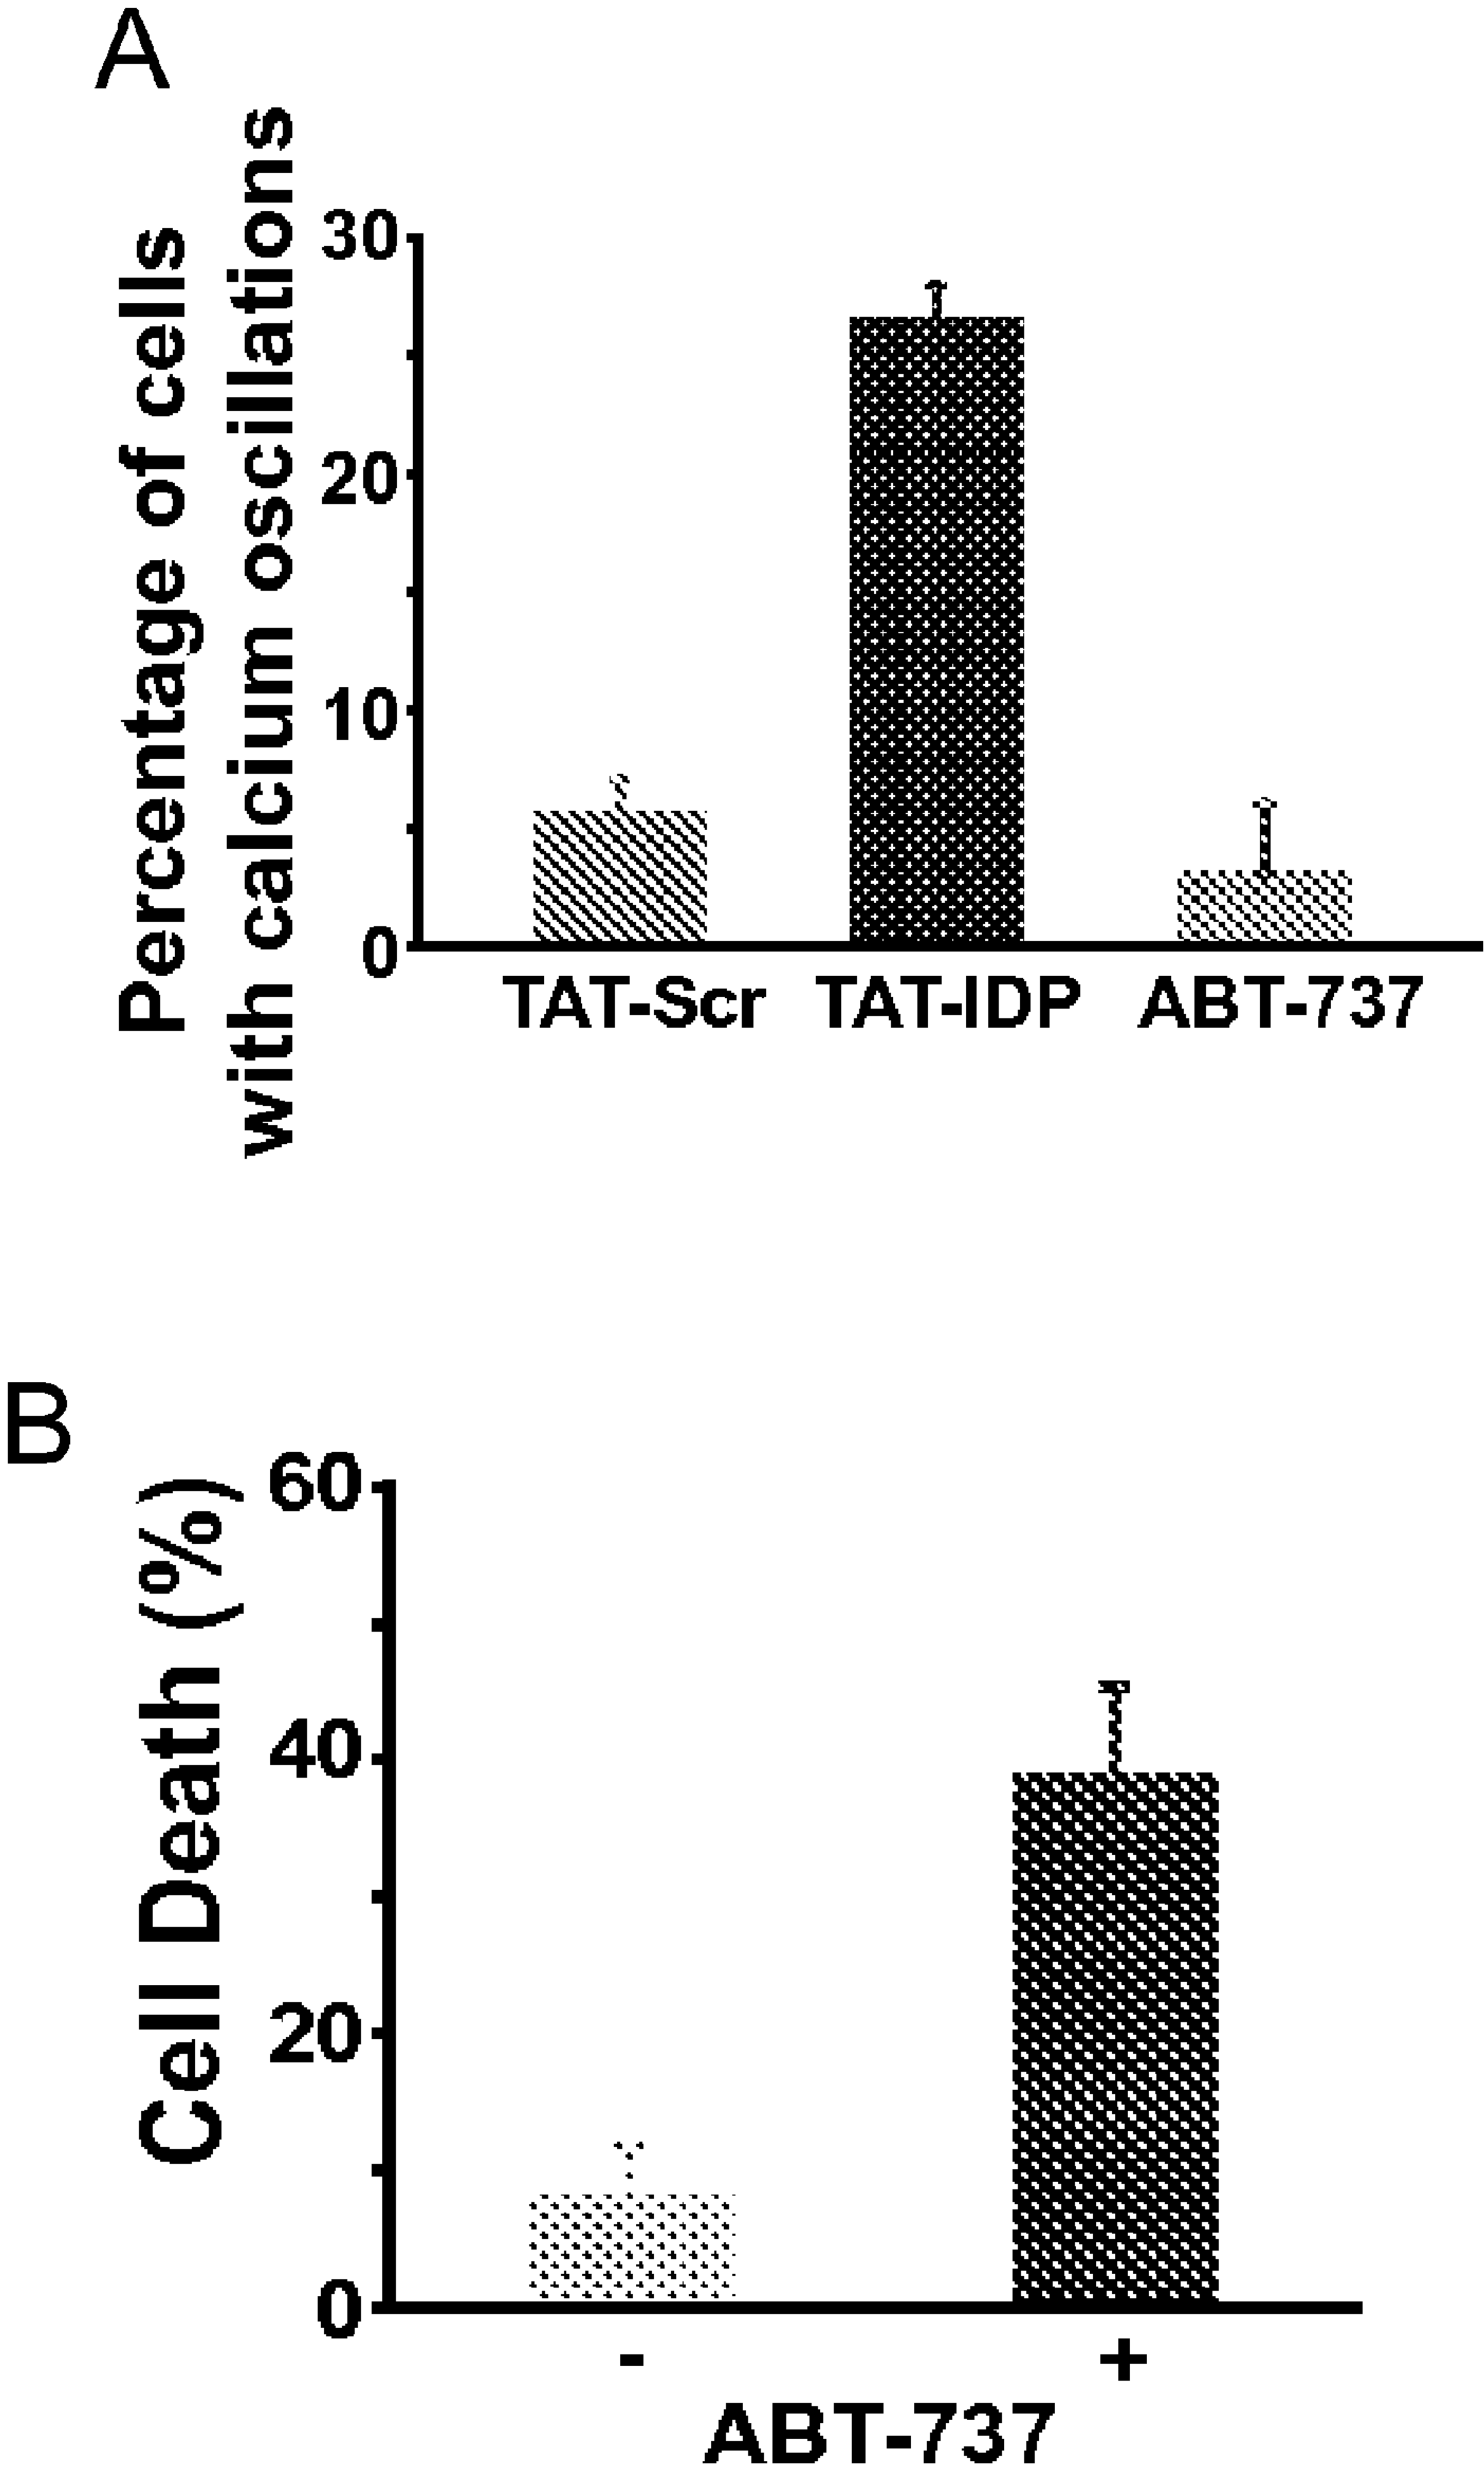 A
Percentage of cells
with calcium oscillations
30
20
10
0
TAT-Scr TAT-IDP ABT-737
B
Cell Death (%)
60
40
20
0
- +
ABT-737